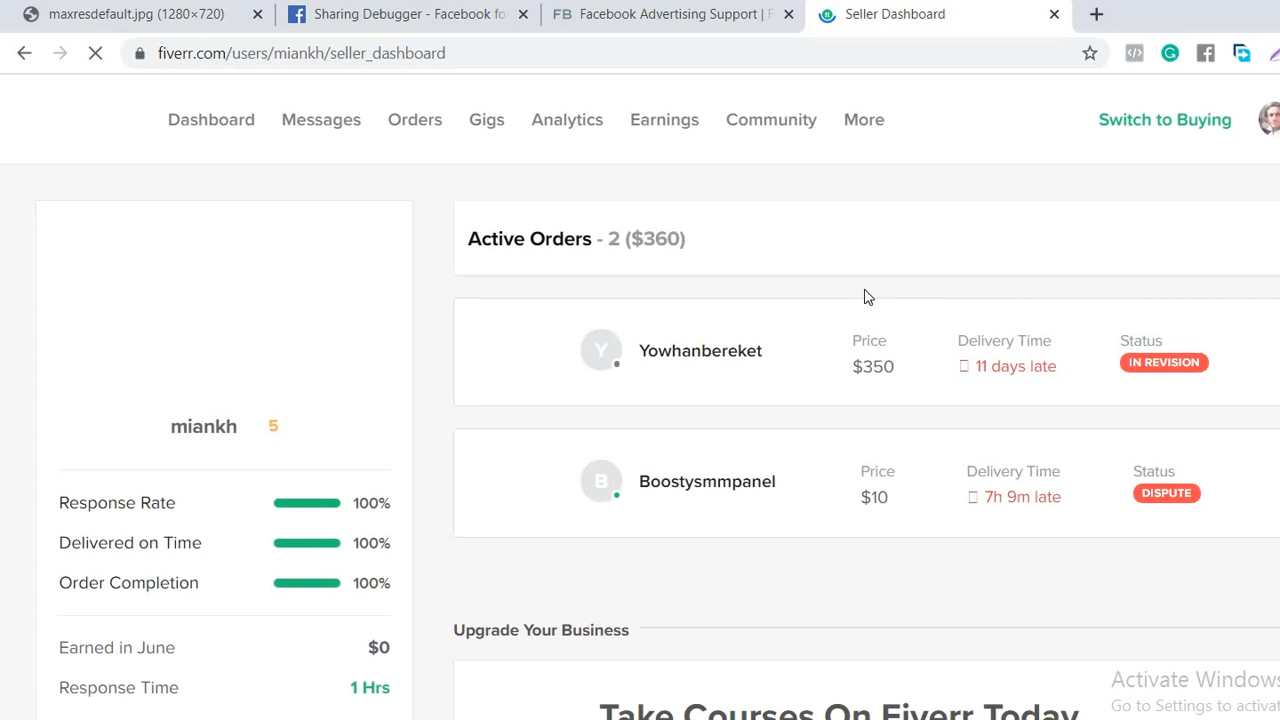 maxresdefault.jpg (1280×720)
Sharing Debugger - Facebook fo
Facebook Advertising Support |
Seller Dashboard
fiverr.com/users/miankh/seller_dashboard
Dashboard Messages Orders Gigs Analytics Earnings Community More Switch to Buying
Active Orders - 2 ($360)
Y Yowhanbereket
Price
$350
Delivery Time
11 days late
Status
IN REVISION
miankh 5
B Boostysmmpanel
Price
$10
Delivery Time
7h 9m late
Status
DISPUTE
Response Rate 100%
Delivered on Time 100%
Order Completion 100%
Earned in June $0
Response Time 1 Hrs
Upgrade Your Business
Take Courses On Fiverr Today
Activate Windows
Go to Settings to activat